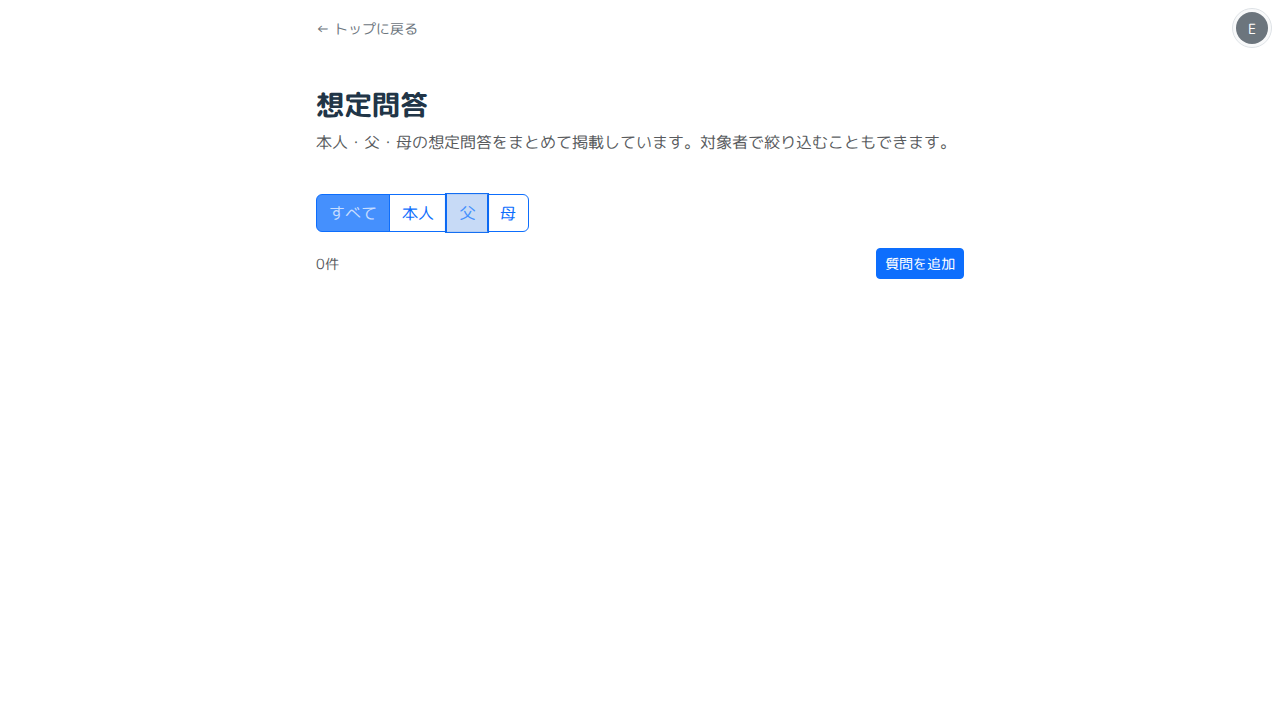 ← トップに戻る
E
想定問答
本人・父・母の想定問答をまとめて掲載しています。対象者で絞り込むこともできます。
すべて 本人 父 母
0件
質問を追加